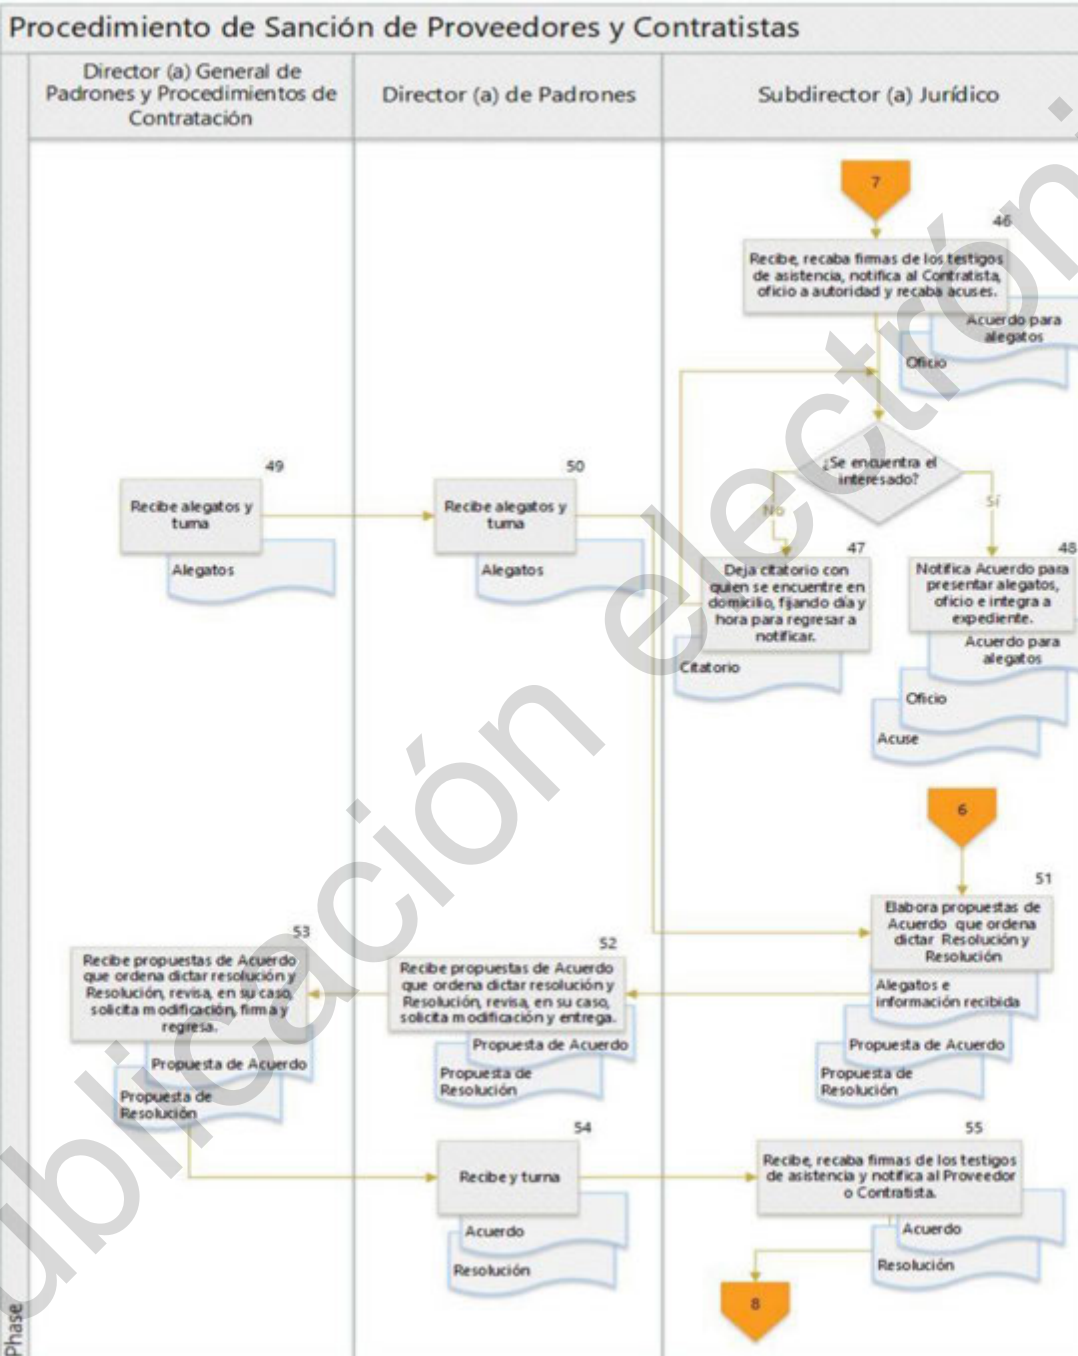 Procedimiento de Sanción de Proveedores y Contratistas
Director (a) General de
Padrones y Procedimientos de
Contratación
Director (a) de Padrones
Subdirector (a) Jurídico
7
46
Recibe, recaba firmas de los testigos
de asistencia, notifica al Contratista,
oficio a autoridad y recaba acuses.
Acuerdo para
alegatos
Oficio
¿Se encuentra el
interesado?
No
Sí
49
Recibe alegatos y
turna
Alegatos
50
Recibe alegatos y
turna
Alegatos
47
Deja citatorio con
quien se encuentre en
domicilio, fijando día y
hora para regresar a
notificar.
Citatorio
48
Notifica Acuerdo para
presentar alegatos,
oficio e integra a
expediente.
Acuerdo para
alegatos
Oficio
Acuse
6
51
Elabora propuestas de
Acuerdo que ordena
dictar Resolución y
Resolución
Alegatos e
información recibida
Propuesta de Acuerdo
Propuesta de
Resolución
52
Recibe propuestas de Acuerdo
que ordena dictar resolución y
Resolución, revisa, en su caso,
solicita modificación y entrega.
Propuesta de Acuerdo
Propuesta de
Resolución
53
Recibe propuestas de Acuerdo
que ordena dictar resolución y
Resolución, revisa, en su caso,
solicita modificación, firma y
regresa.
Propuesta de Acuerdo
Propuesta de
Resolución
54
Recibe y turna
Acuerdo
Resolución
55
Recibe, recaba firmas de los testigos
de asistencia y notifica al Proveedor
o Contratista.
Acuerdo
Resolución
8
Phase
ublicación electróni